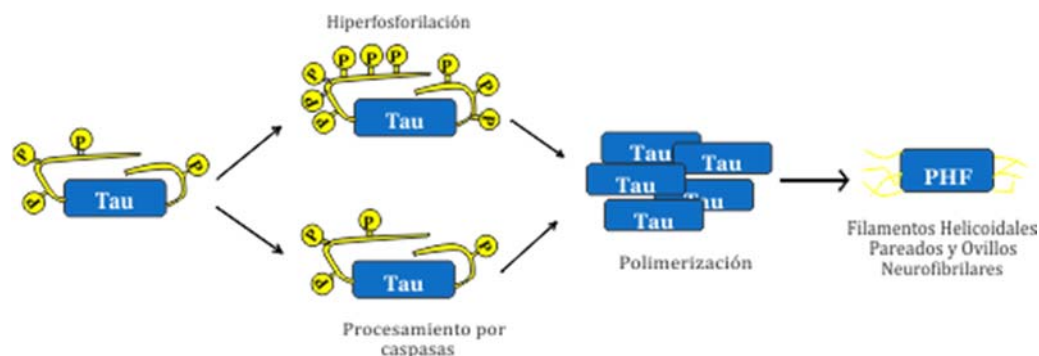 Hiperfosforilación
P
P
P
P
P
P
P
P
P
P
Tau
P
P
P
P
Tau
Tau
Tau
Tau
Tau
Tau
PHF
Filamentos Helicoidales
Pareados y Ovillos
Neurofibrilares
Polimerización
P
P
P
P
Tau
Procesamiento por
caspasas